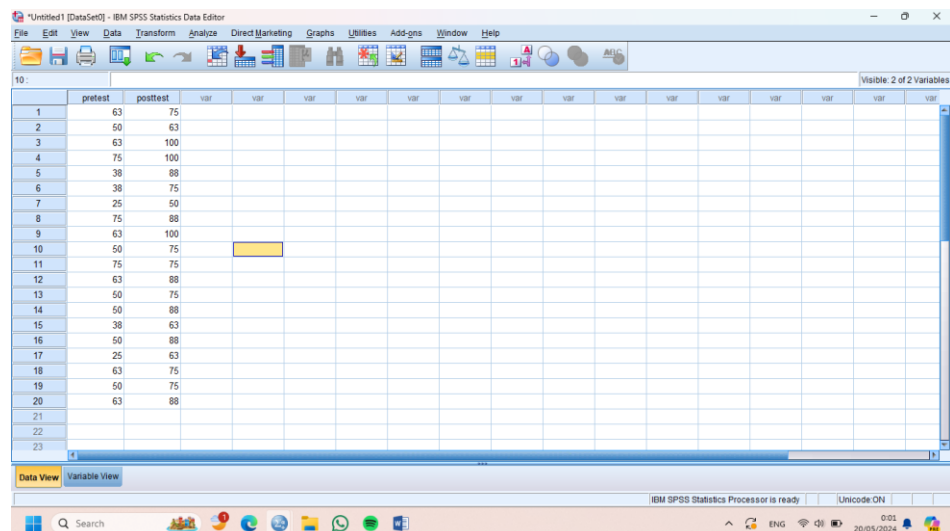 *Untitled1 [DataSet0] - IBM SPSS Statistics Data Editor
File Edit View Data Transform Analyze Direct Marketing Graphs Utilities Add-ons Window Help
10 : Visible: 2 of 2 Variables
pretest posttest var var var var var var var var var var var var var var var
1 63 75
2 50 63
3 63 100
4 75 100
5 38 88
6 38 75
7 25 50
8 75 88
9 63 100
10 50 75
11 75 75
12 63 88
13 50 75
14 50 88
15 38 63
16 50 88
17 25 63
18 63 75
19 50 75
20 63 88
21
22
23
Data View Variable View
IBM SPSS Statistics Processor is ready Unicode:ON
Search ENG 0:01
20/05/2024